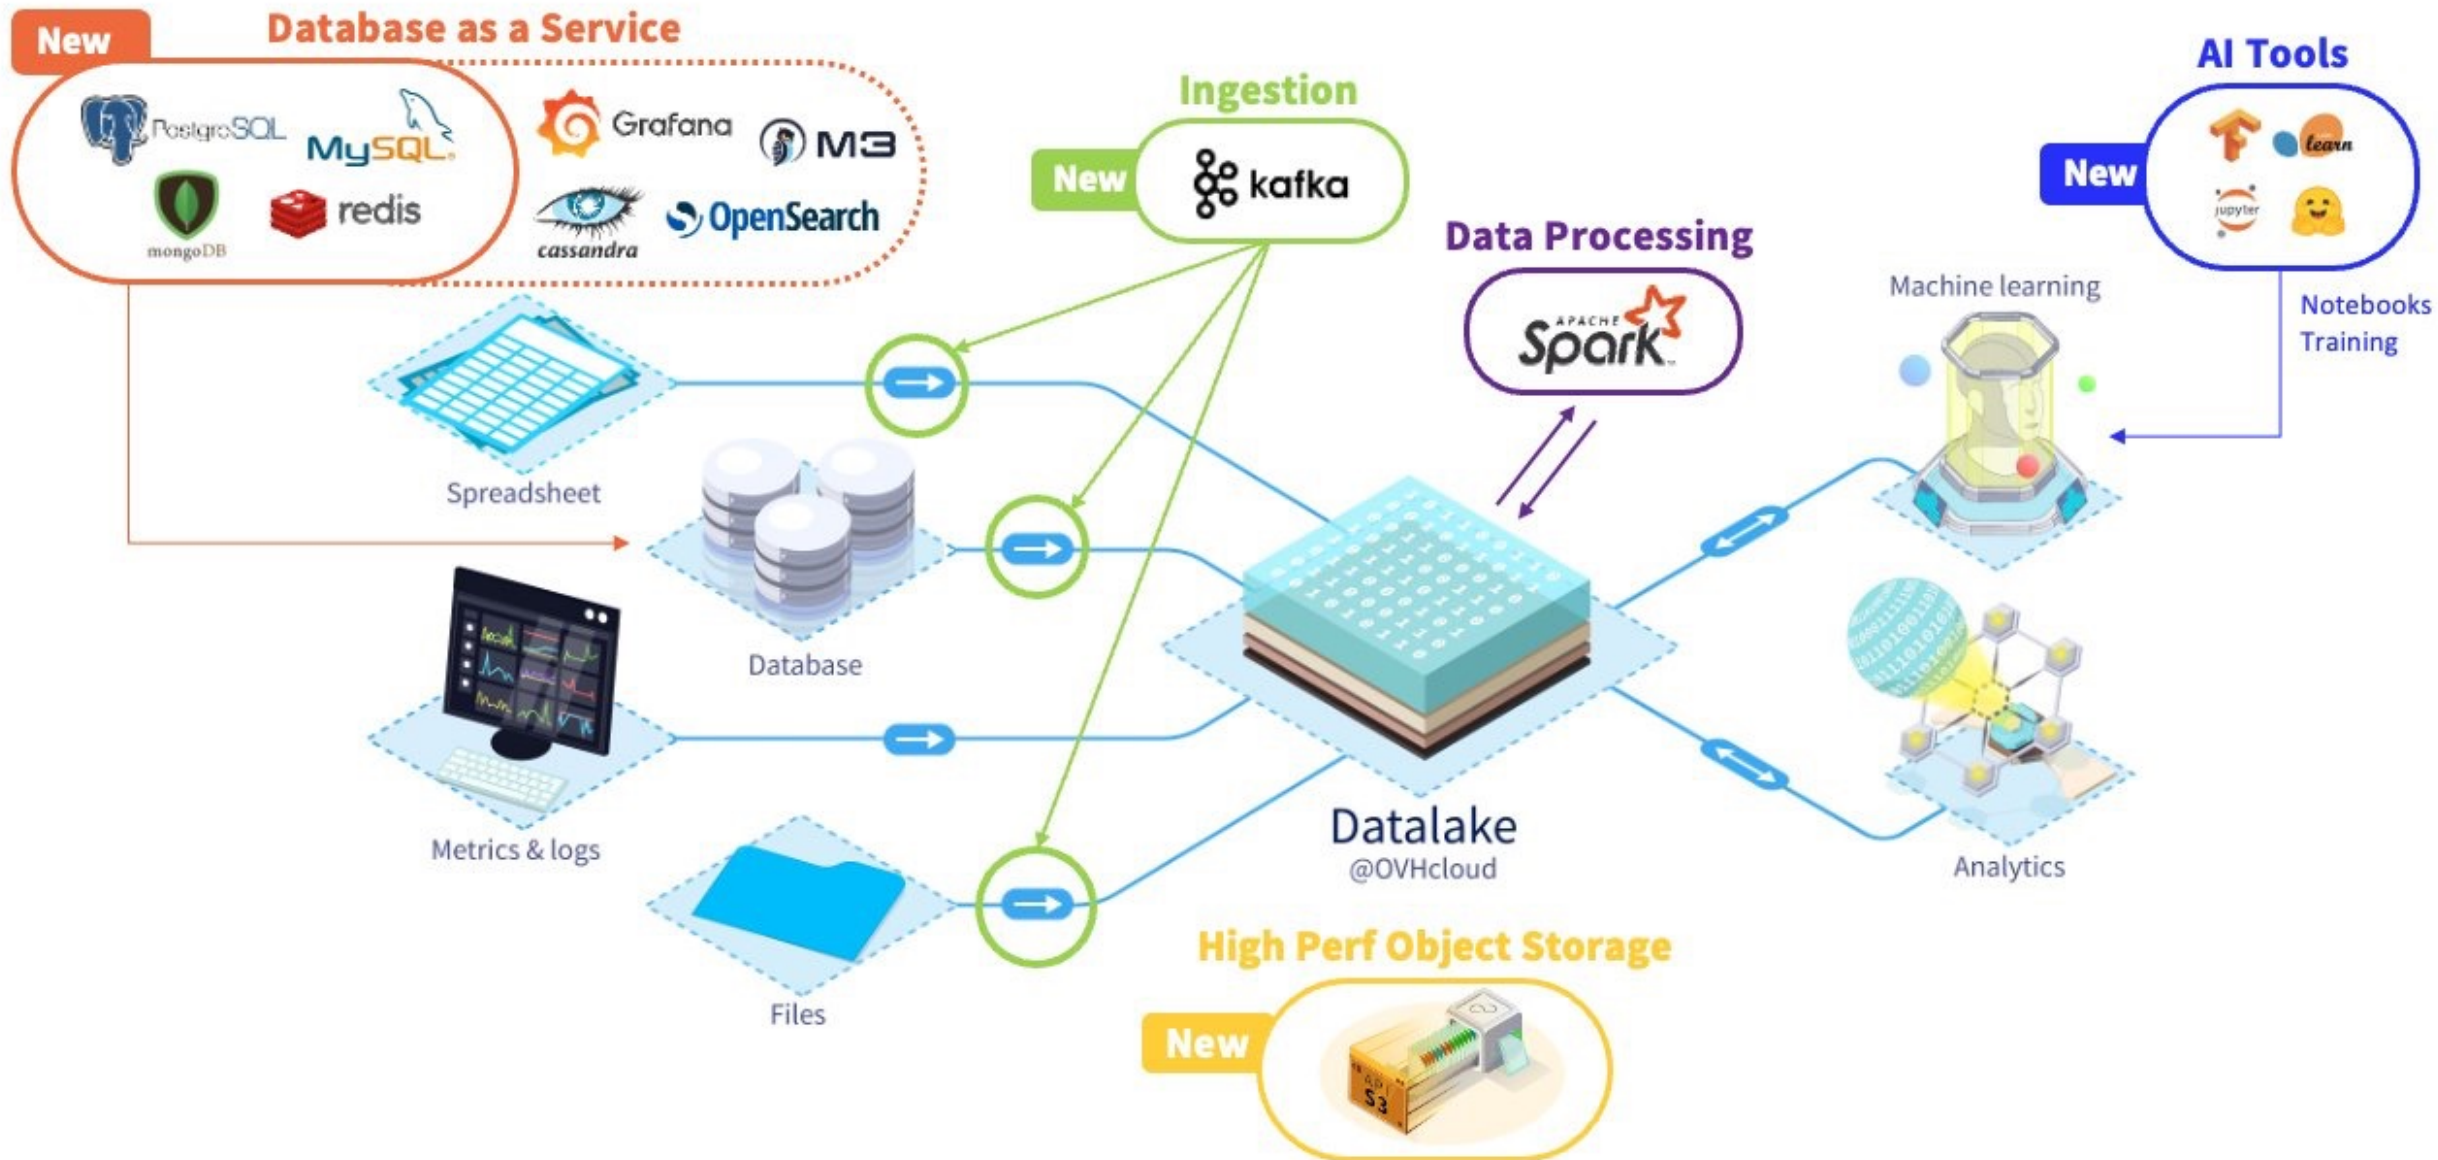 New
Database as a Service
PostgreSQL
MySQL
mongoDB
redis
Grafana
M3
cassandra
OpenSearch
Ingestion
New
kafka
Data Processing
APACHE
Spark
AI Tools
New
learn
jupyter
Notebooks
Training
Machine learning
Spreadsheet
Database
Metrics & logs
Files
Datalake
@OVHcloud
Analytics
High Perf Object Storage
New
API
S3